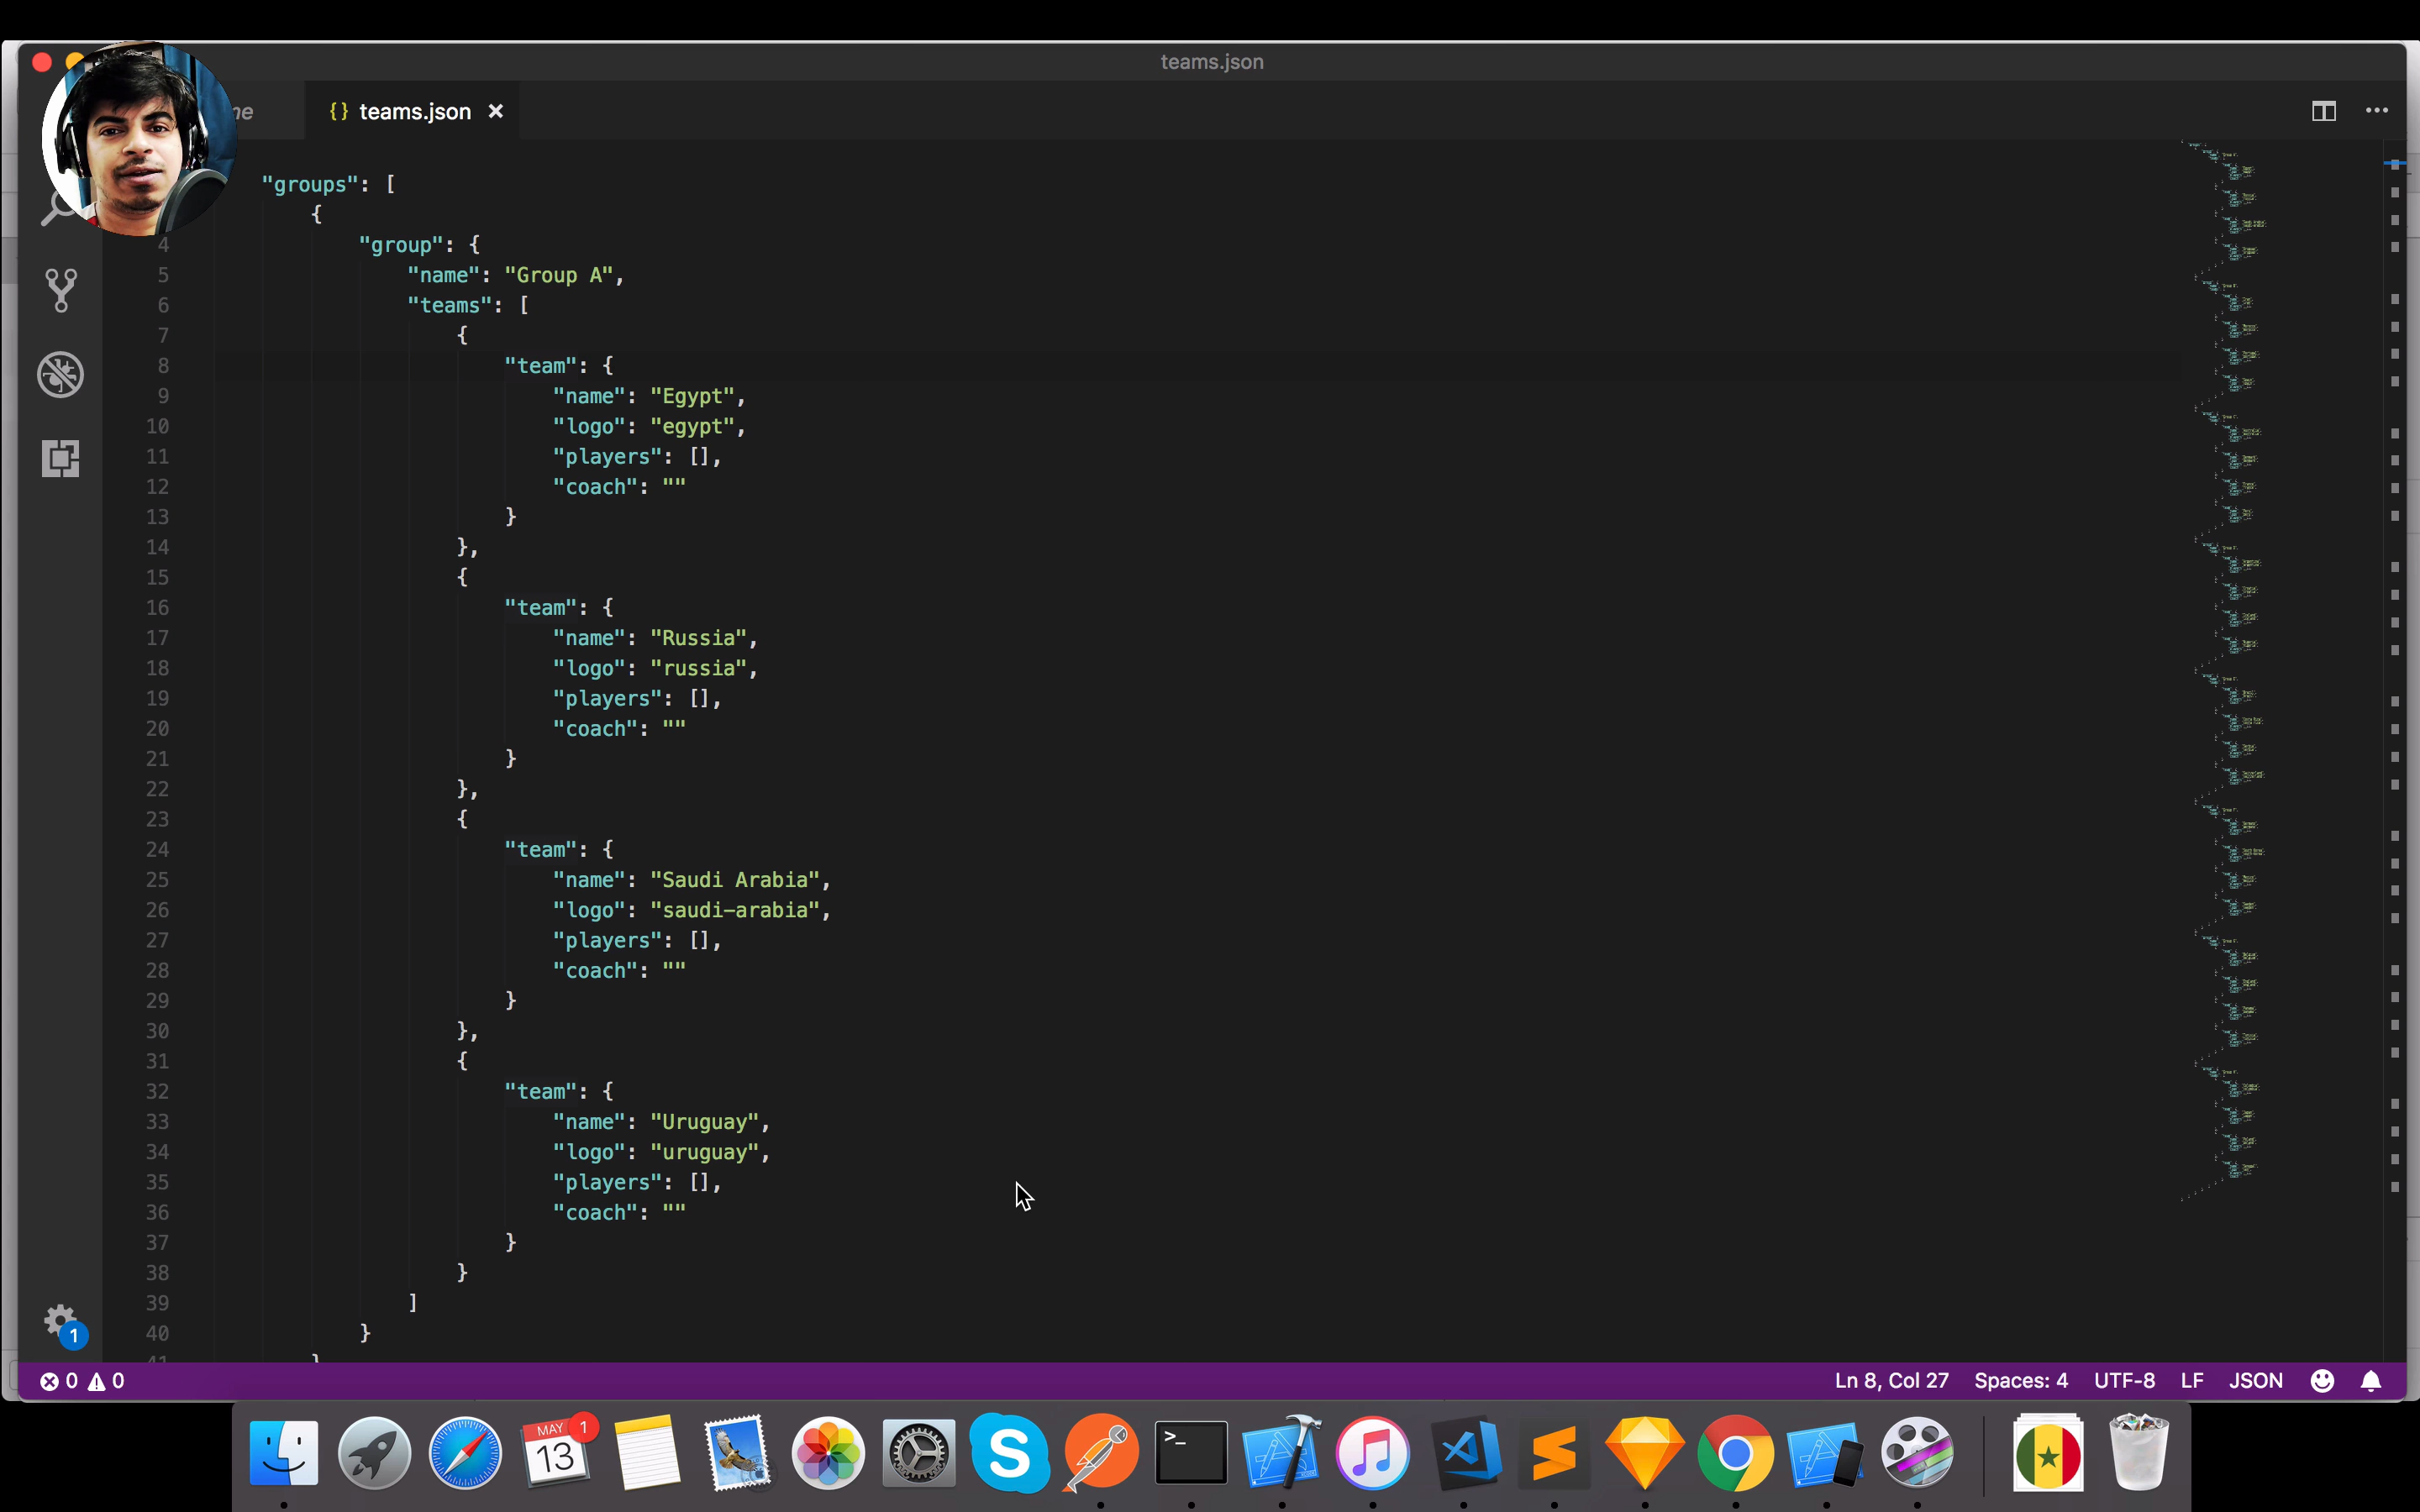 teams.json
{} teams.json ×
"groups": [
{
4 "group": {
5 "name": "Group A",
6 "teams": [
7 {
8 "team": {
9 "name": "Egypt",
10 "logo": "egypt",
11 "players": [],
12 "coach": ""
13 }
14 },
15 {
16 "team": {
17 "name": "Russia",
18 "logo": "russia",
19 "players": [],
20 "coach": ""
21 }
22 },
23 {
24 "team": {
25 "name": "Saudi Arabia",
26 "logo": "saudi-arabia",
27 "players": [],
28 "coach": ""
29 }
30 },
31 {
32 "team": {
33 "name": "Uruguay",
34 "logo": "uruguay",
35 "players": [],
36 "coach": ""
37 }
38 }
39 ]
40 }
1
0 0 Ln 8, Col 27 Spaces: 4 UTF-8 LF JSON
MAY 1
13
S >_